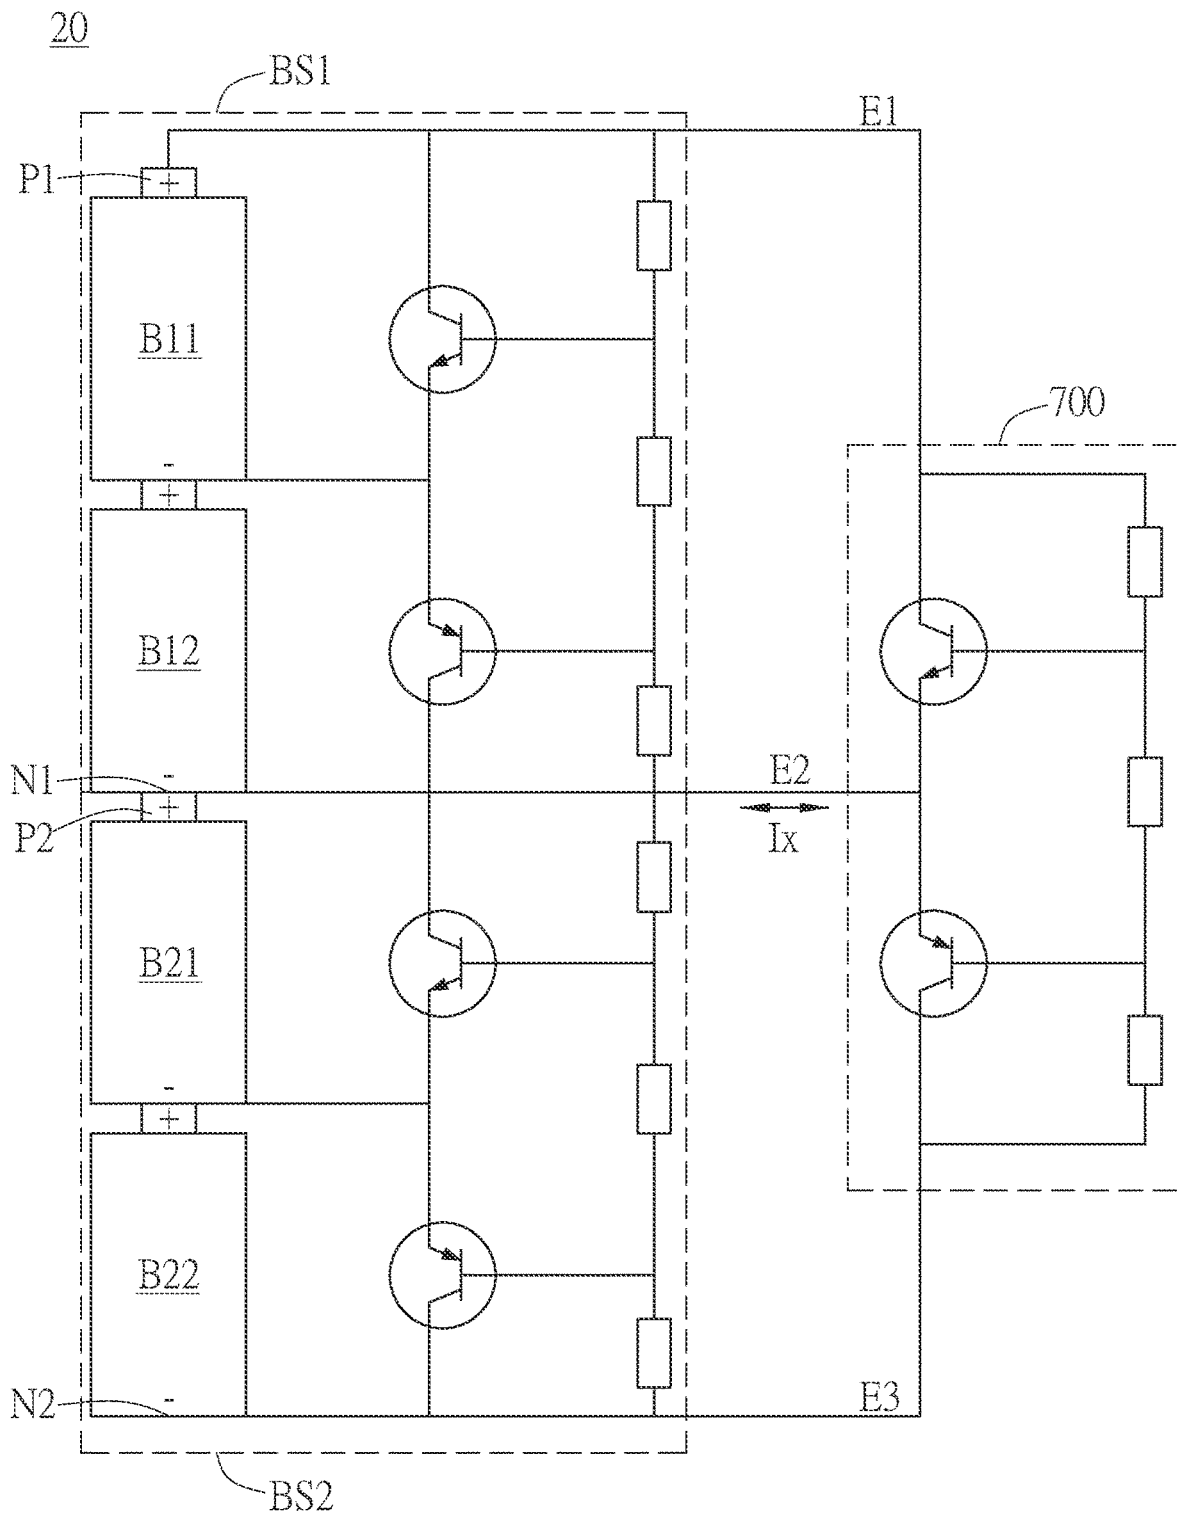 20
BS1
E1
P1
+
B11
700
-
+
B12
-
N1
E2
+
P2
Ix
B21
-
+
B22
-
N2
E3
BS2